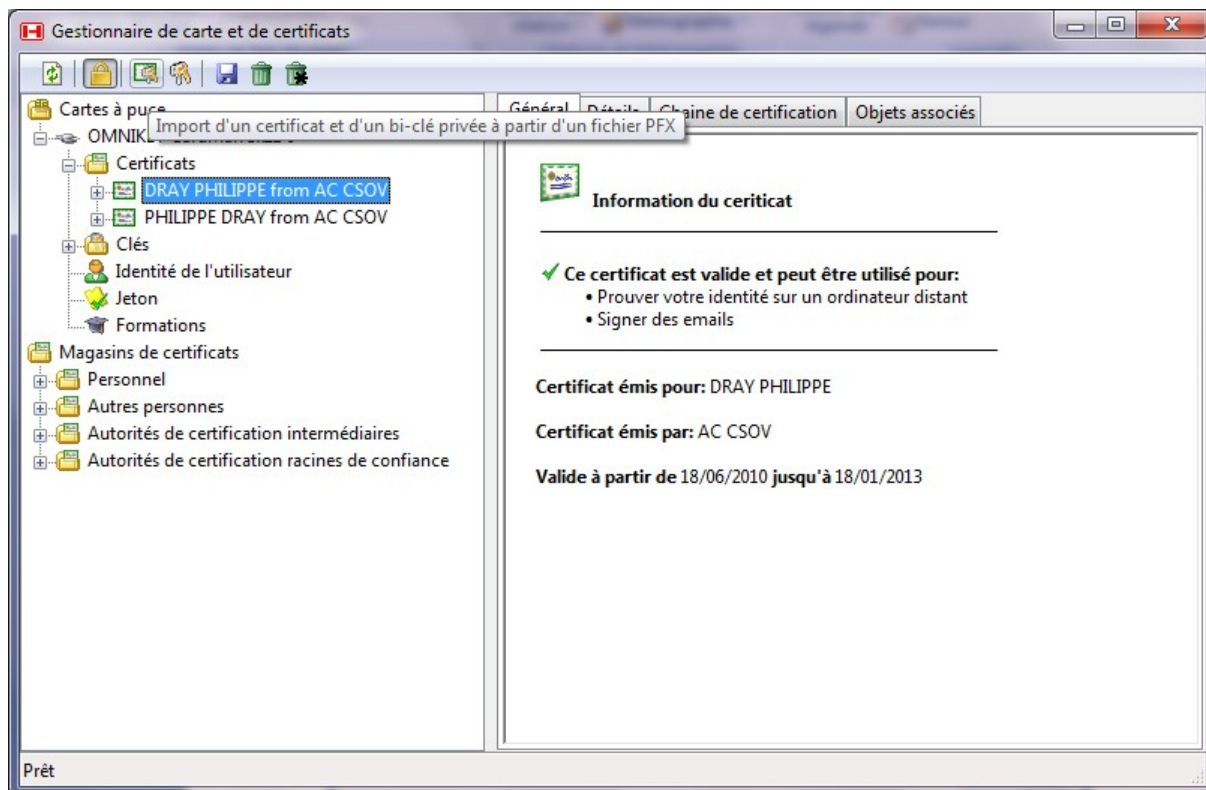 Gestionnaire de carte et de certificats
Cartes à puce
Import d'un certificat et d'un bi-clé privée à partir d'un fichier PFX
Certificats
DRAY PHILIPPE from AC CSOV
PHILIPPE DRAY from AC CSOV
Clés
Identité de l'utilisateur
Jeton
Formations
Magasins de certificats
Personnel
Autres personnes
Autorités de certification intermédiaires
Autorités de certification racines de confiance
Général Détails Chaine de certification Objets associés
Information du ceriticat
Ce certificat est valide et peut être utilisé pour:
• Prouver votre identité sur un ordinateur distant
• Signer des emails
Certificat émis pour: DRAY PHILIPPE
Certificat émis par: AC CSOV
Valide à partir de 18/06/2010 jusqu'à 18/01/2013
Prêt